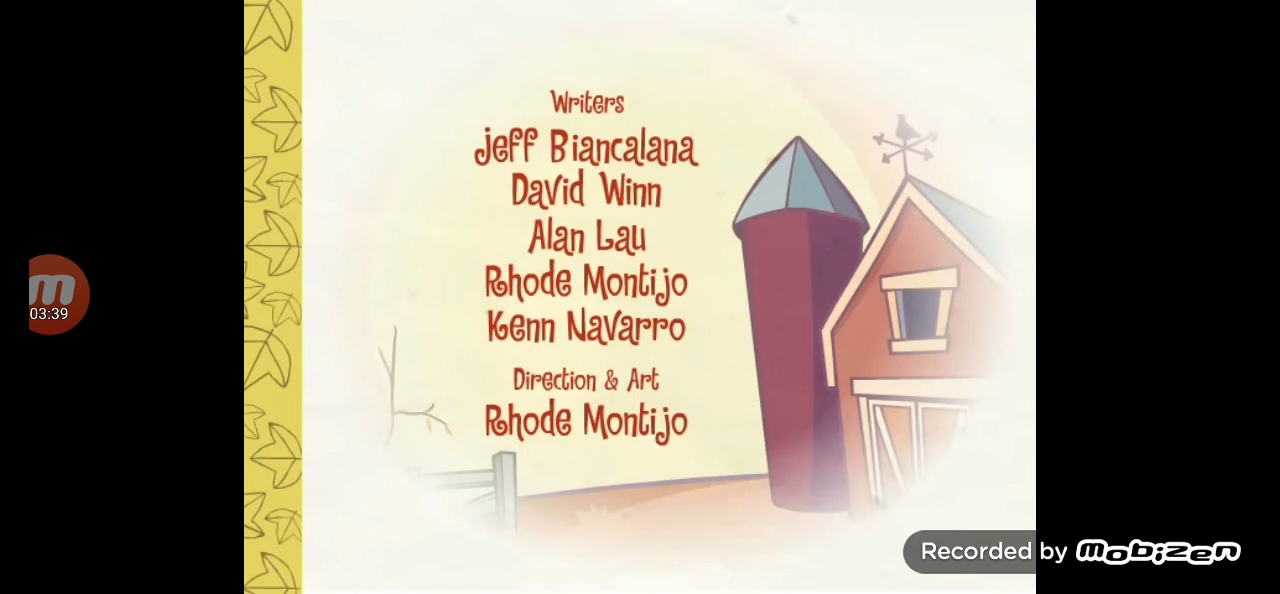 Writers
Jeff Biancalana
David Winn
Alan Lau
Rhode Montijo
Kenn Navarro
Direction & Art
Rhode Montijo
03:39
Recorded by mobizen